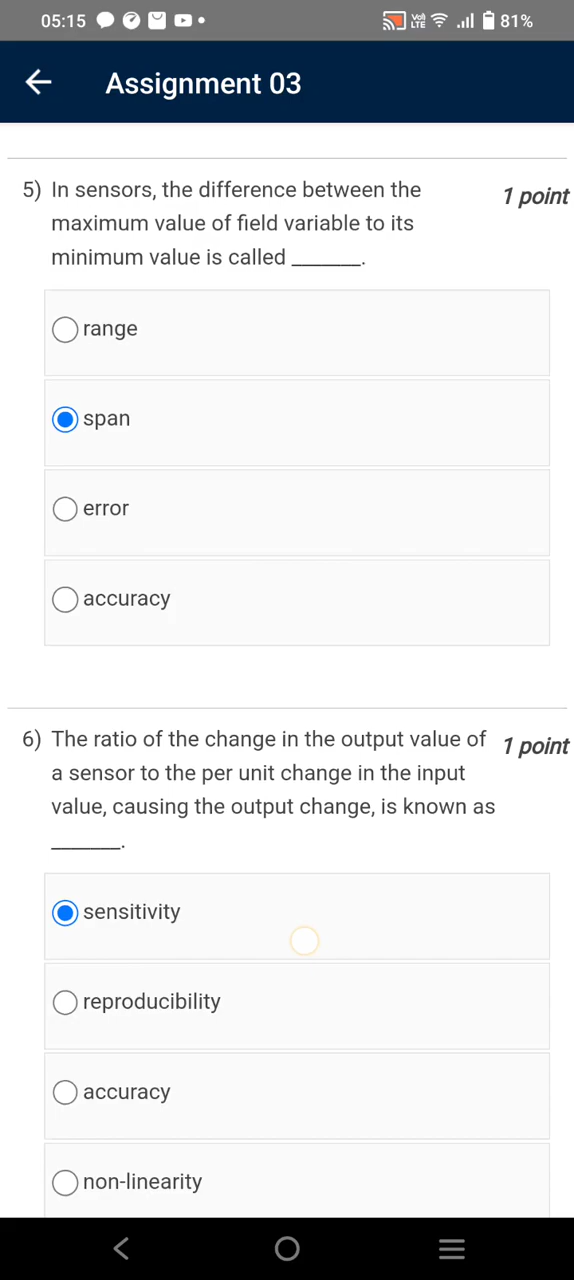 05:15
Vo) LTE
81%
Assignment 03
5) In sensors, the difference between the
1 point
maximum value of field variable to its
minimum value is called _______.
range
span
error
accuracy
6) The ratio of the change in the output value of
1 point
a sensor to the per unit change in the input
value, causing the output change, is known as
_______.
sensitivity
reproducibility
accuracy
non-linearity